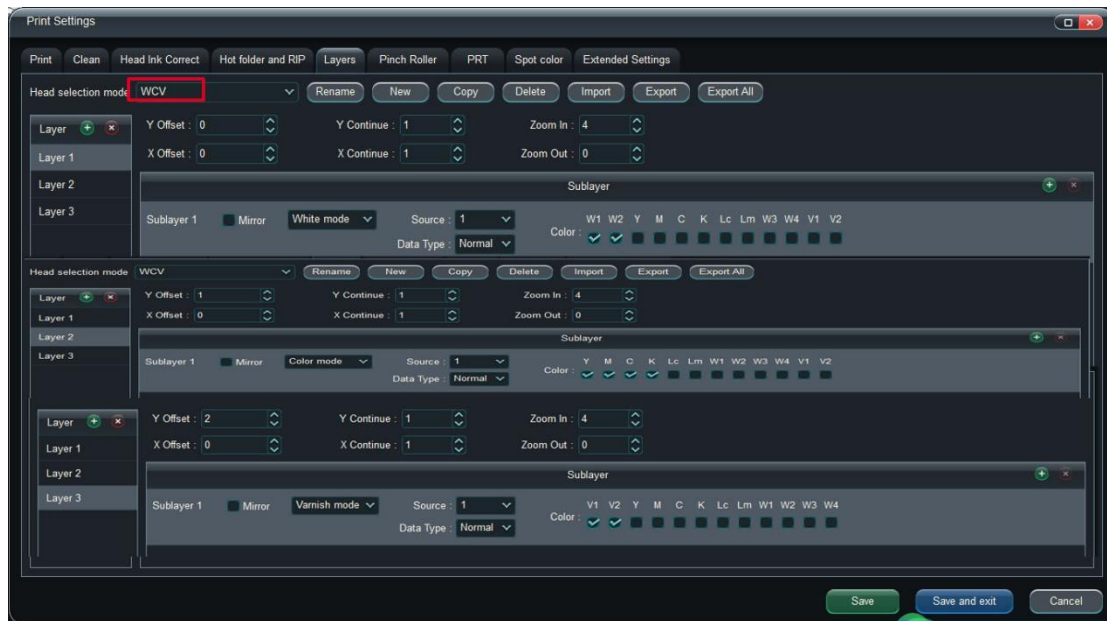 Print Settings
Print Clean Head Ink Correct Hot folder and RIP Layers Pinch Roller PRT Spot color Extended Settings
Head selection mode WCV Rename New Copy Delete Import Export Export All
Layer Y Offset : 0 Y Continue : 1 Zoom In : 4
Layer 1 X Offset : 0 X Continue : 1 Zoom Out : 0
Layer 2 Sublayer
Layer 3 Sublayer 1 Mirror White mode Source : 1 W1 W2 Y M C K Lc Lm W3 W4 V1 V2
Color :
Data Type : Normal
Head selection mode WCV Rename New Copy Delete Import Export Export All
Layer Y Offset : 1 Y Continue : 1 Zoom In : 4
Layer 1 X Offset : 0 X Continue : 1 Zoom Out : 0
Layer 2 Sublayer
Layer 3 Sublayer 1 Mirror Color mode Source : 1 Y M C K Lc Lm W1 W2 W3 W4 V1 V2
Color :
Data Type : Normal
Layer Y Offset : 2 Y Continue : 1 Zoom In : 4
Layer 1 X Offset : 0 X Continue : 1 Zoom Out : 0
Layer 2 Sublayer
Layer 3 Sublayer 1 Mirror Varnish mode Source : 1 V1 V2 Y M C K Lc Lm W1 W2 W3 W4
Color :
Data Type : Normal
Save Save and exit Cancel